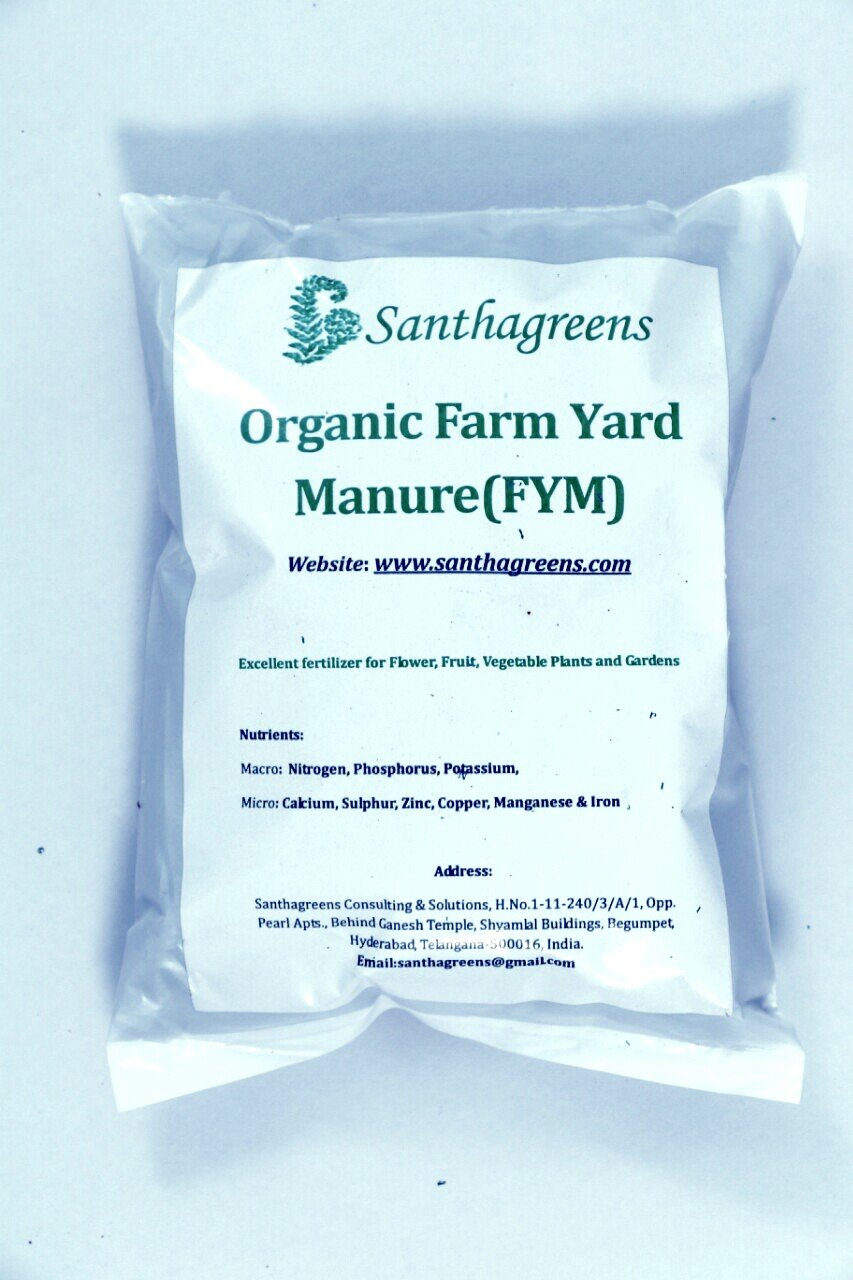 Santhagreens
Organic Farm Yard
Manure(FYM)
Website: www.santhagreens.com
Excellent fertilizer for Flower, Fruit, Vegetable Plants and Gardens
Nutrients:
Macro: Nitrogen, Phosphorus, Potassium,
Micro: Calcium, Sulphur, Zinc, Copper, Manganese & Iron
Address:
Santhagreens Consulting & Solutions, H.No.1-11-240/3/A/1, Opp.
Pearl Apts., Behind Ganesh Temple, Shyamlal Buildings, Begumpet,
Hyderabad, Telangana-500016, India.
Email:santhagreens@gmail.com